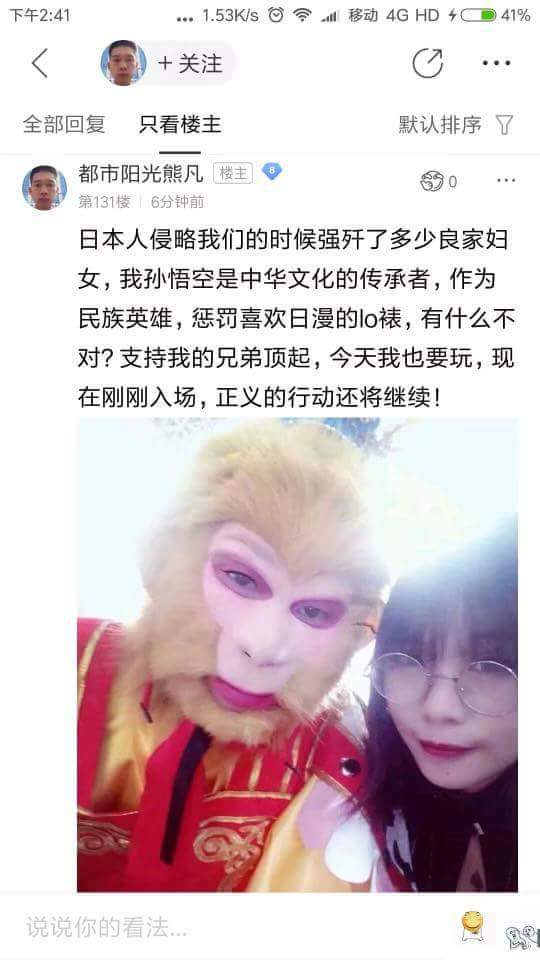 下午2:41 ... 1.53K/s 移动 4G HD 41%
+ 关注
全部回复 只看楼主 默认排序
都市阳光熊凡 楼主 8
第131楼 6分钟前 0
日本人侵略我们的时候强歼了多少良家妇
女，我孙悟空是中华文化的传承者，作为
民族英雄，惩罚喜欢日漫的lo裱，有什么不
对? 支持我的兄弟顶起，今天我也要玩，现
在刚刚入场，正义的行动还将继续！
说说你的看法...